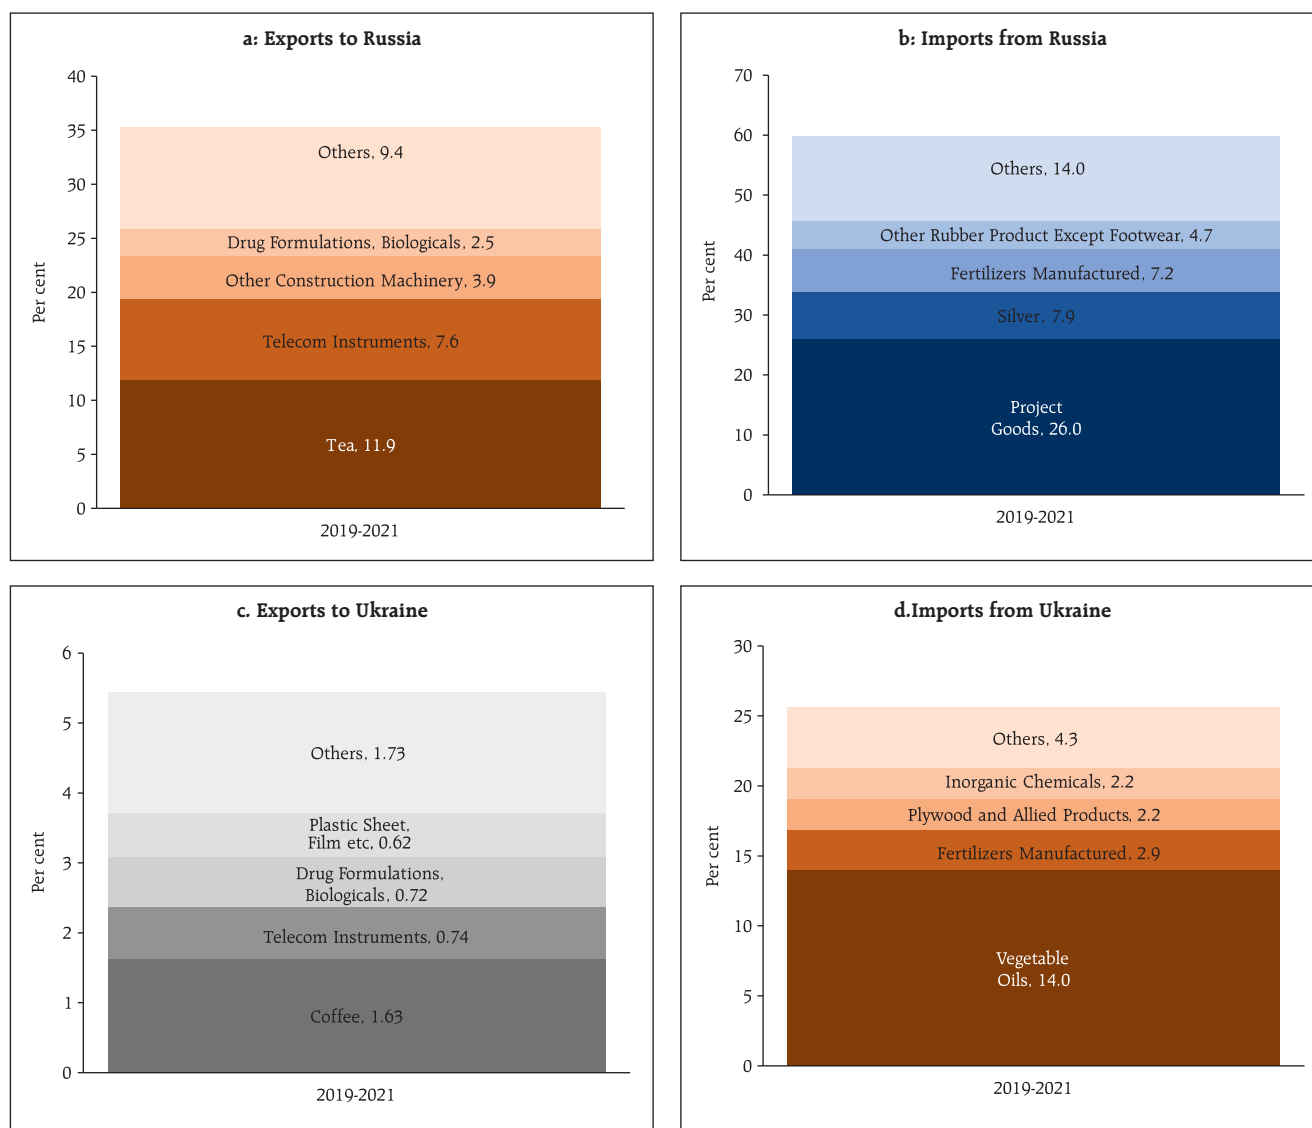 a: Exports to Russia
40
35
30
25
20
15
10
5
0
Per cent
Others, 9.4
Drug Formulations, Biologicals, 2.5
Other Construction Machinery, 3.9
Telecom Instruments, 7.6
Tea, 11.9
2019-2021
b: Imports from Russia
70
60
50
40
30
20
10
0
Per cent
Others, 14.0
Other Rubber Product Except Footwear, 4.7
Fertilizers Manufactured, 7.2
Silver, 7.9
Project
Goods, 26.0
2019-2021
c. Exports to Ukraine
6
5
4
3
2
1
0
Per cent
Others, 1.73
Plastic Sheet,
Film etc, 0.62
Drug Formulations,
Biologicals, 0.72
Telecom Instruments, 0.74
Coffee, 1.63
2019-2021
d.Imports from Ukraine
30
25
20
15
10
5
0
Per cent
Others, 4.3
Inorganic Chemicals, 2.2
Plywood and Allied Products, 2.2
Fertilizers Manufactured, 2.9
Vegetable
Oils, 14.0
2019-2021